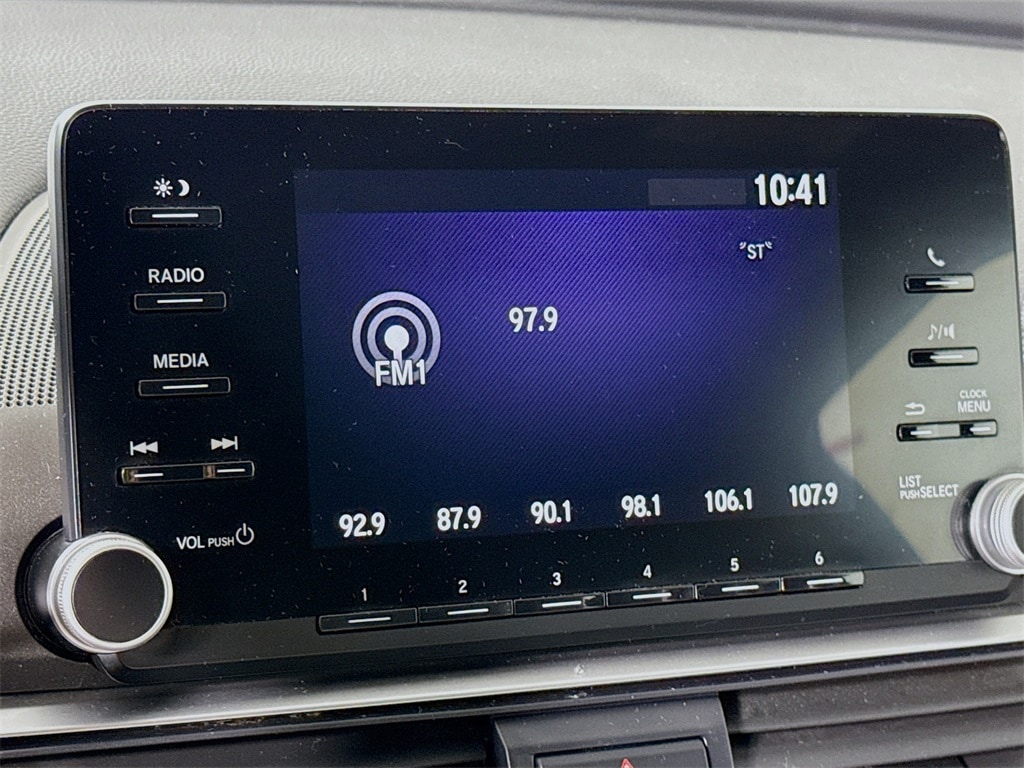 10:41
"ST"
RADIO
97.9
FM1
MEDIA
CLOCK
MENU
LIST
PUSH SELECT
VOL PUSH
92.9 87.9 90.1 98.1 106.1 107.9
1 2 3 4 5 6